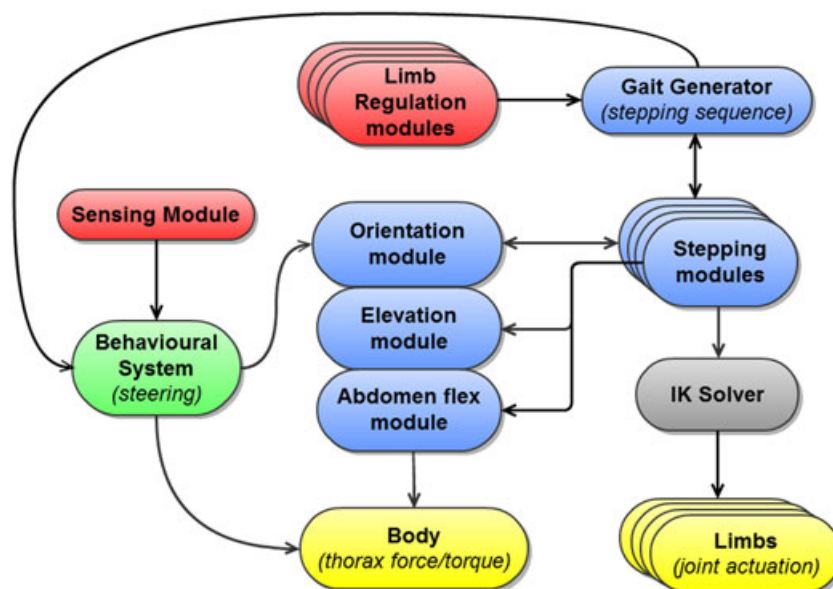 Limb
Regulation
modules
Gait Generator
(stepping sequence)
Sensing Module
Orientation
module
Stepping
modules
Elevation
module
Behavioural
System
(steering)
Abdomen flex
module
IK Solver
Body
(thorax force/torque)
Limbs
(joint actuation)